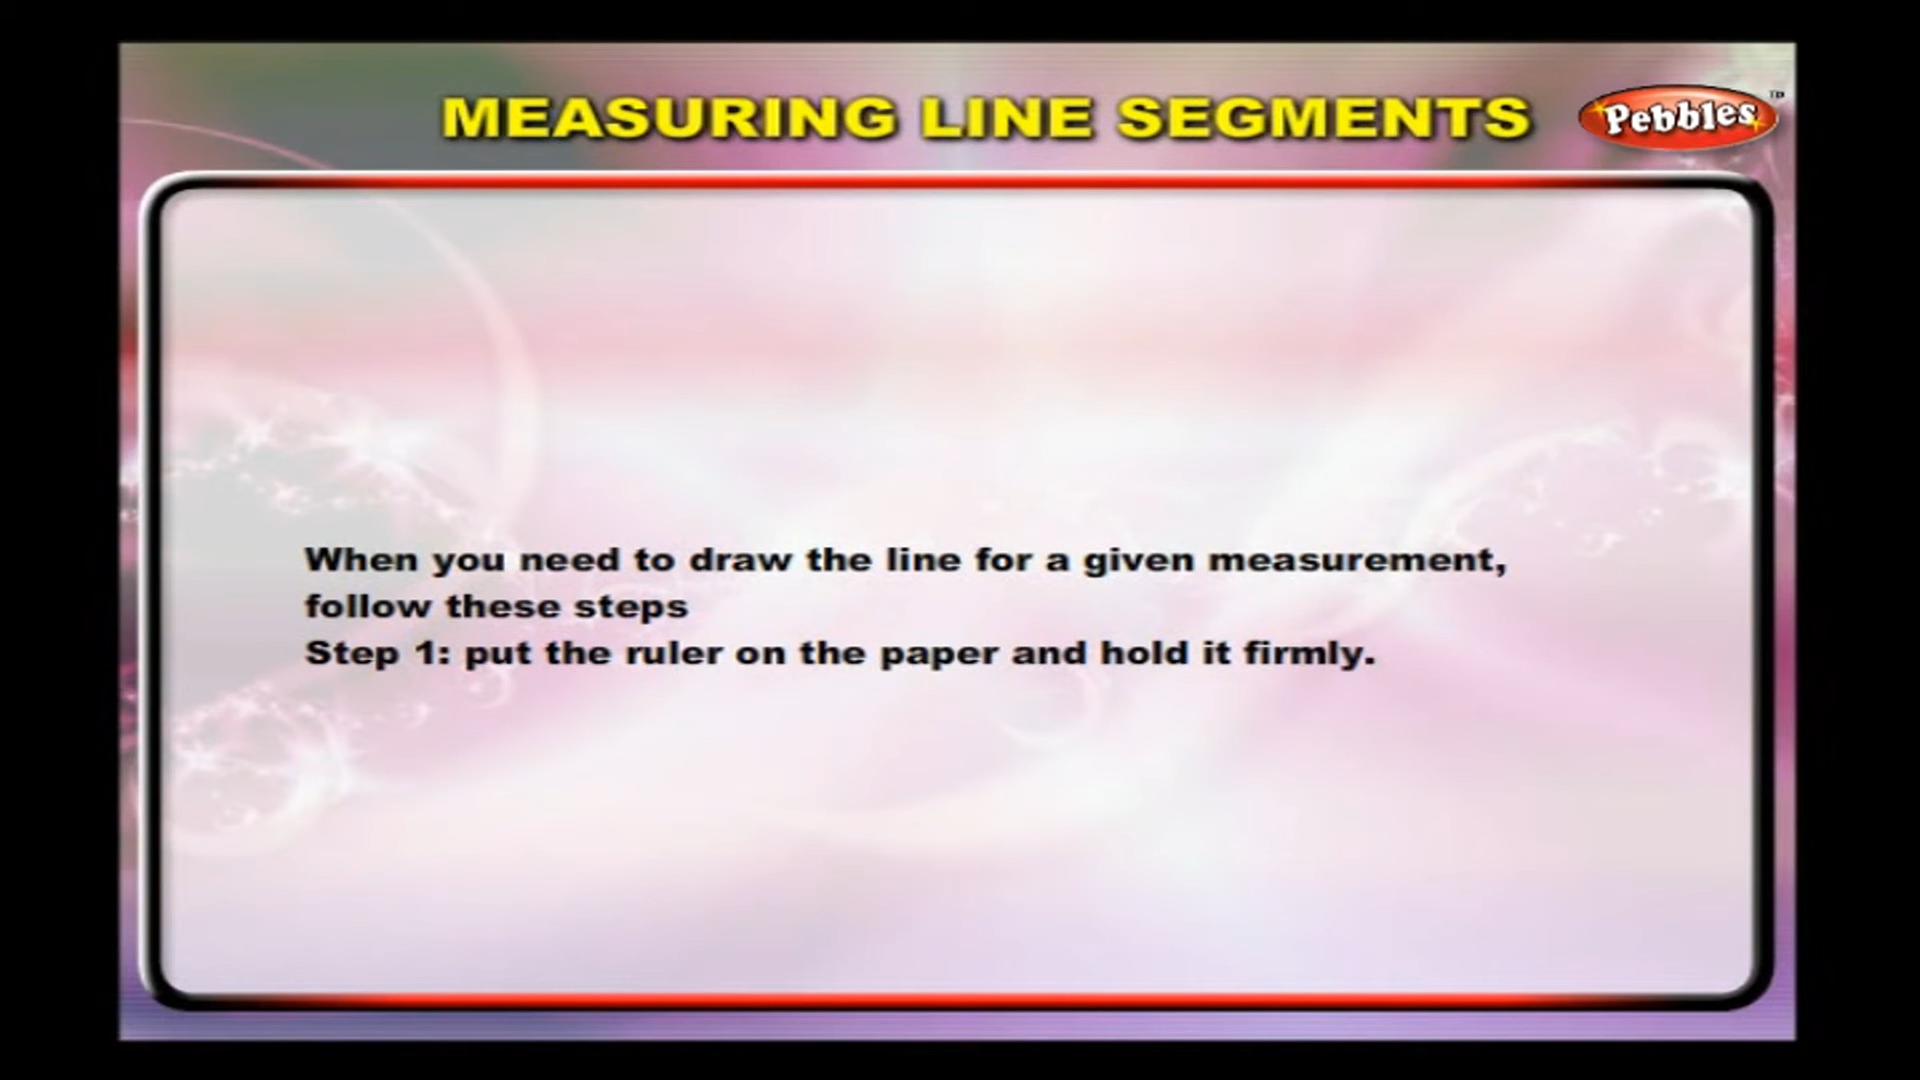 MEASURING LINE SEGMENTS
Pebbles
When you need to draw the line for a given measurement,
follow these steps
Step 1: put the ruler on the paper and hold it firmly.